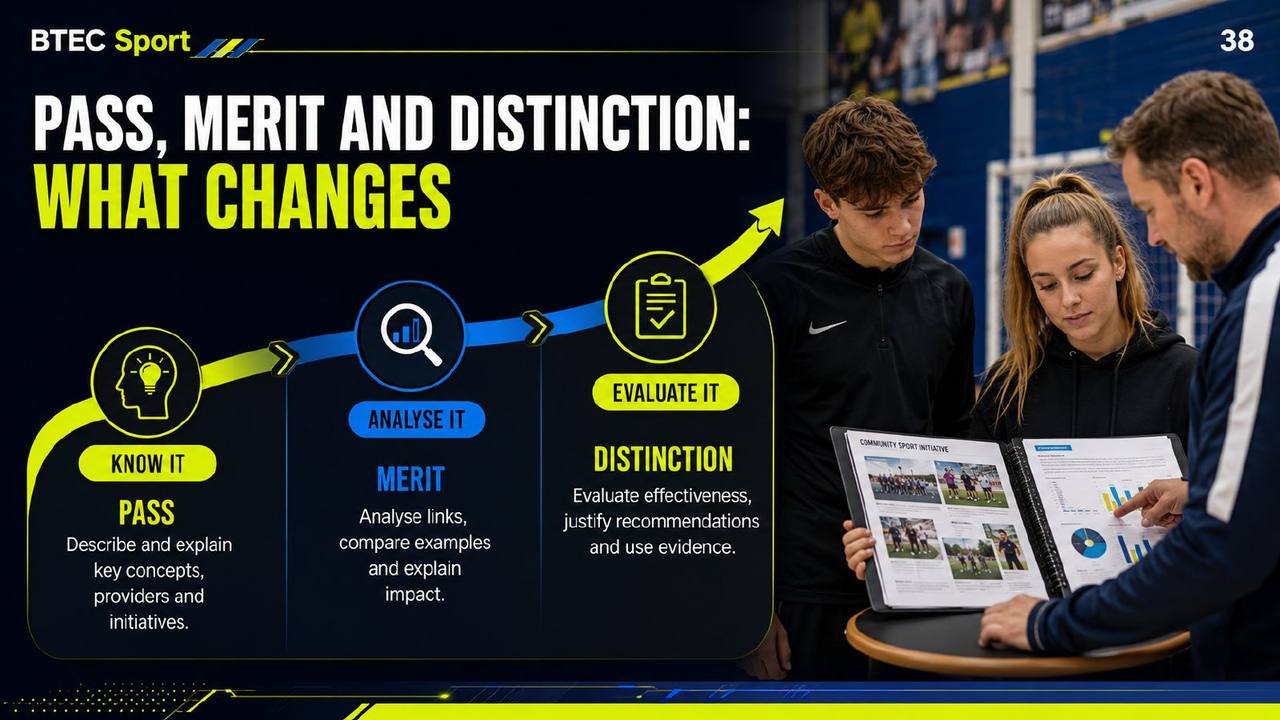 BTEC Sport
38
PASS, MERIT AND DISTINCTION:
WHAT CHANGES
KNOW IT
PASS
Describe and explain
key concepts,
providers and
initiatives.
ANALYSE IT
MERIT
Analyse links,
compare examples
and explain
impact.
EVALUATE IT
DISTINCTION
Evaluate effectiveness,
justify recommendations
and use evidence.
COMMUNITY SPORT INITIATIVE